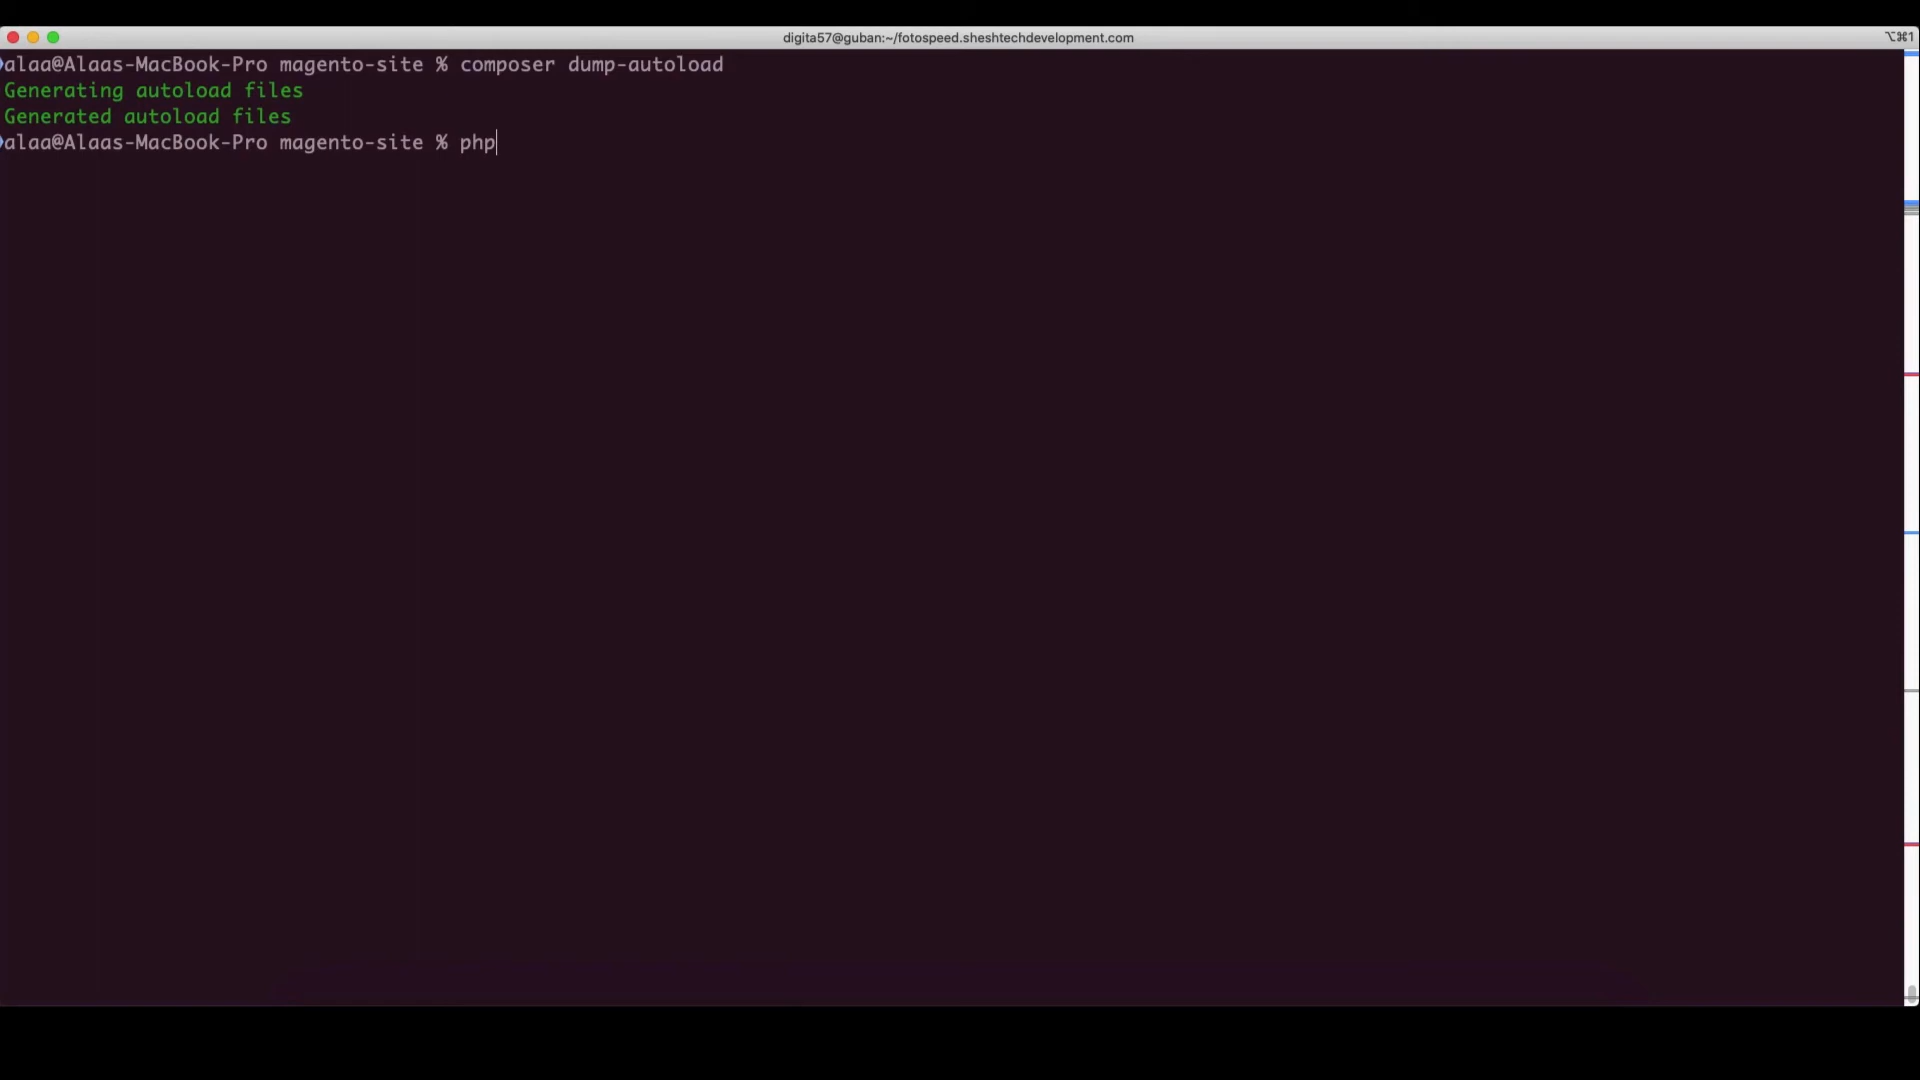 digita57@guban:~/fotospeed.sheshtechdevelopment.com
⌥⌘1
alaa@Alaas-MacBook-Pro magento-site % composer dump-autoload
Generating autoload files
Generated autoload files
alaa@Alaas-MacBook-Pro magento-site % php